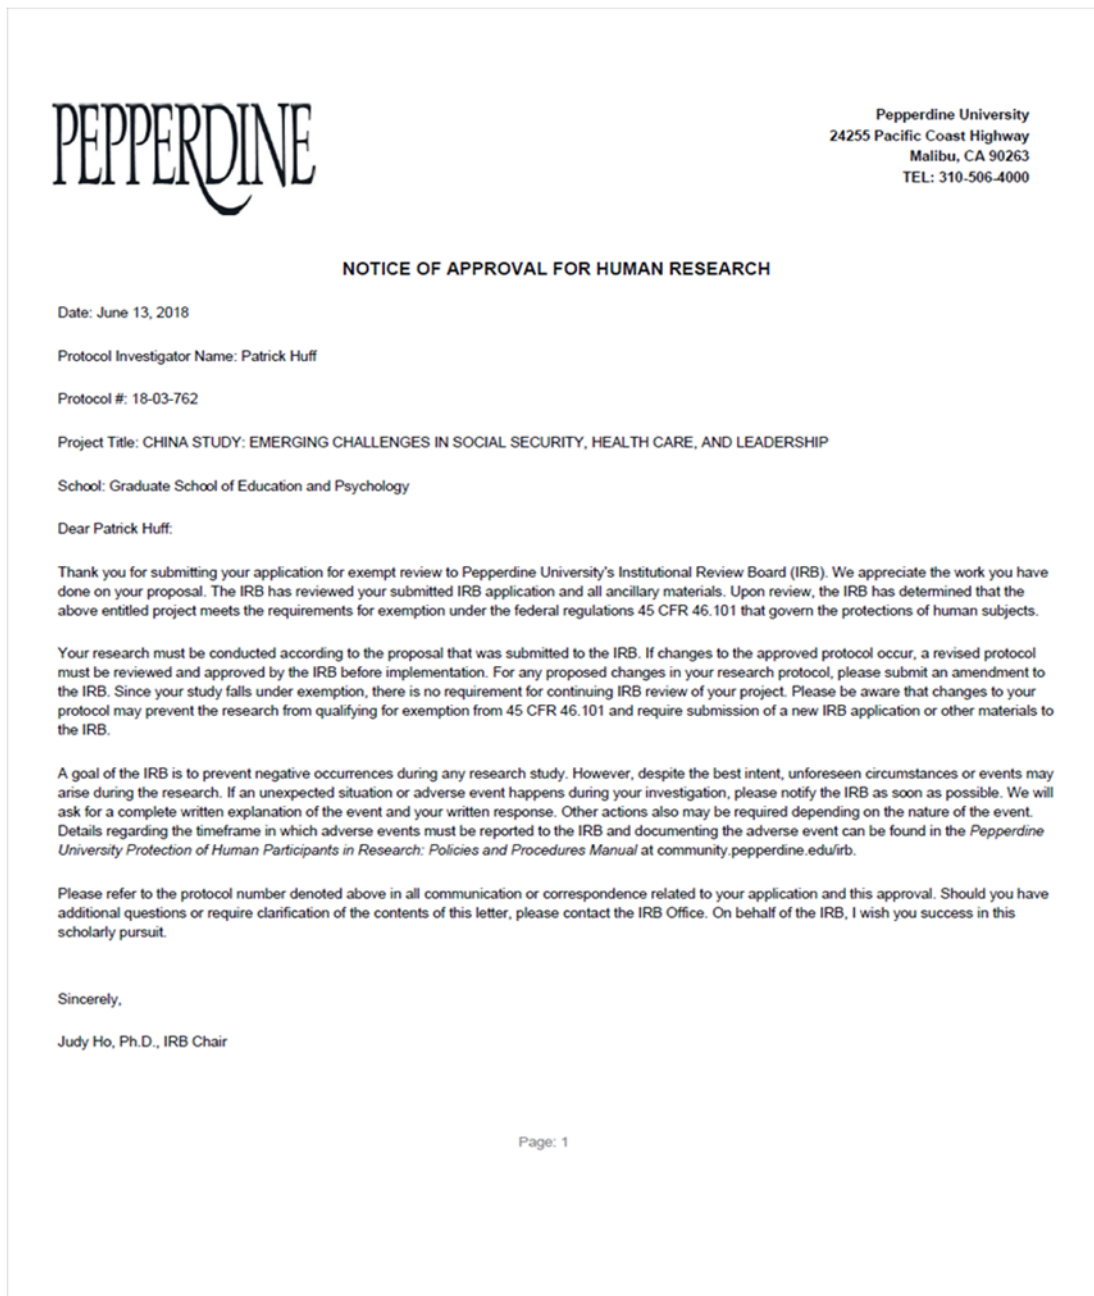 PEPPERDINE
Pepperdine University
24255 Pacific Coast Highway
Malibu, CA 90263
TEL: 310-506-4000
NOTICE OF APPROVAL FOR HUMAN RESEARCH
Date: June 13, 2018
Protocol Investigator Name: Patrick Huff
Protocol #: 18-03-762
Project Title: CHINA STUDY: EMERGING CHALLENGES IN SOCIAL SECURITY, HEALTH CARE, AND LEADERSHIP
School: Graduate School of Education and Psychology
Dear Patrick Huff:
Thank you for submitting your application for exempt review to Pepperdine University's Institutional Review Board (IRB). We appreciate the work you have
done on your proposal. The IRB has reviewed your submitted IRB application and all ancillary materials. Upon review, the IRB has determined that the
above entitled project meets the requirements for exemption under the federal regulations 45 CFR 46.101 that govern the protections of human subjects.
Your research must be conducted according to the proposal that was submitted to the IRB. If changes to the approved protocol occur, a revised protocol
must be reviewed and approved by the IRB before implementation. For any proposed changes in your research protocol, please submit an amendment to
the IRB. Since your study falls under exemption, there is no requirement for continuing IRB review of your project. Please be aware that changes to your
protocol may prevent the research from qualifying for exemption from 45 CFR 46.101 and require submission of a new IRB application or other materials to
the IRB.
A goal of the IRB is to prevent negative occurrences during any research study. However, despite the best intent, unforeseen circumstances or events may
arise during the research. If an unexpected situation or adverse event happens during your investigation, please notify the IRB as soon as possible. We will
ask for a complete written explanation of the event and your written response. Other actions also may be required depending on the nature of the event.
Details regarding the timeframe in which adverse events must be reported to the IRB and documenting the adverse event can be found in the Pepperdine
University Protection of Human Participants in Research: Policies and Procedures Manual at community.pepperdine.edu/irb.
Please refer to the protocol number denoted above in all communication or correspondence related to your application and this approval. Should you have
additional questions or require clarification of the contents of this letter, please contact the IRB Office. On behalf of the IRB, I wish you success in this
scholarly pursuit.
Sincerely,
Judy Ho, Ph.D., IRB Chair
Page: 1